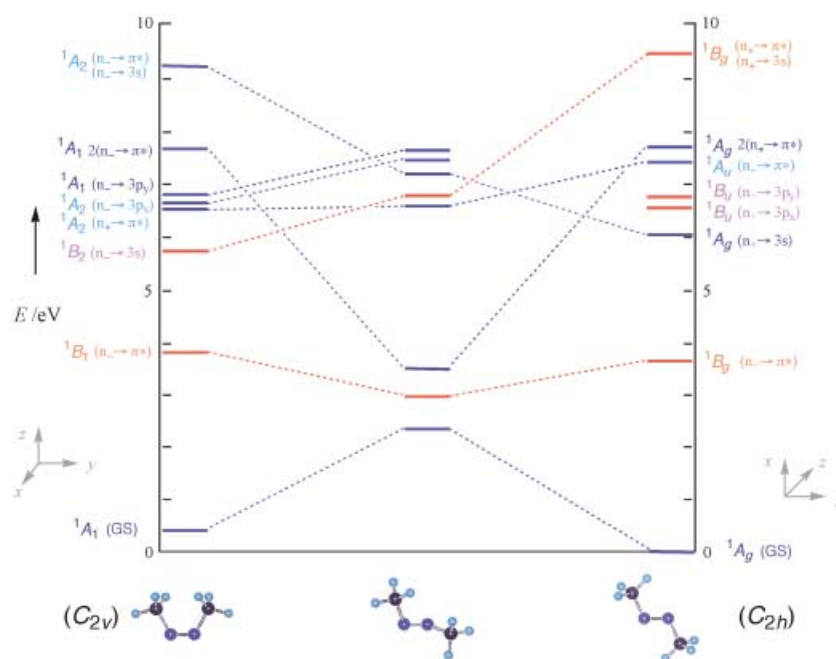 10
10
¹A₂ (n₋→π*)
(n₋→3s)
¹B_g (n₊→π*)
(n₊→3s)
¹A₁ 2(n₋→π*)
¹A_g 2(n₊→π*)
¹A_u (n₋→π*)
¹A₁ (n₋→3p_y)
¹A₂ (n₋→3p_x)
¹A₂ (n₊→π*)
¹B_u (n₋→3p_y)
¹B_u (n₋→3p_x)
¹B₂ (n₋→3s)
¹A_g (n₋→3s)
5
5
E /eV
¹B₁ (n₋→π*)
¹B_g (n₋→π*)
z
y
x
x
z
¹A₁ (GS)
0
0
¹A_g (GS)
(C₂ᵥ)
(C₂ₕ)